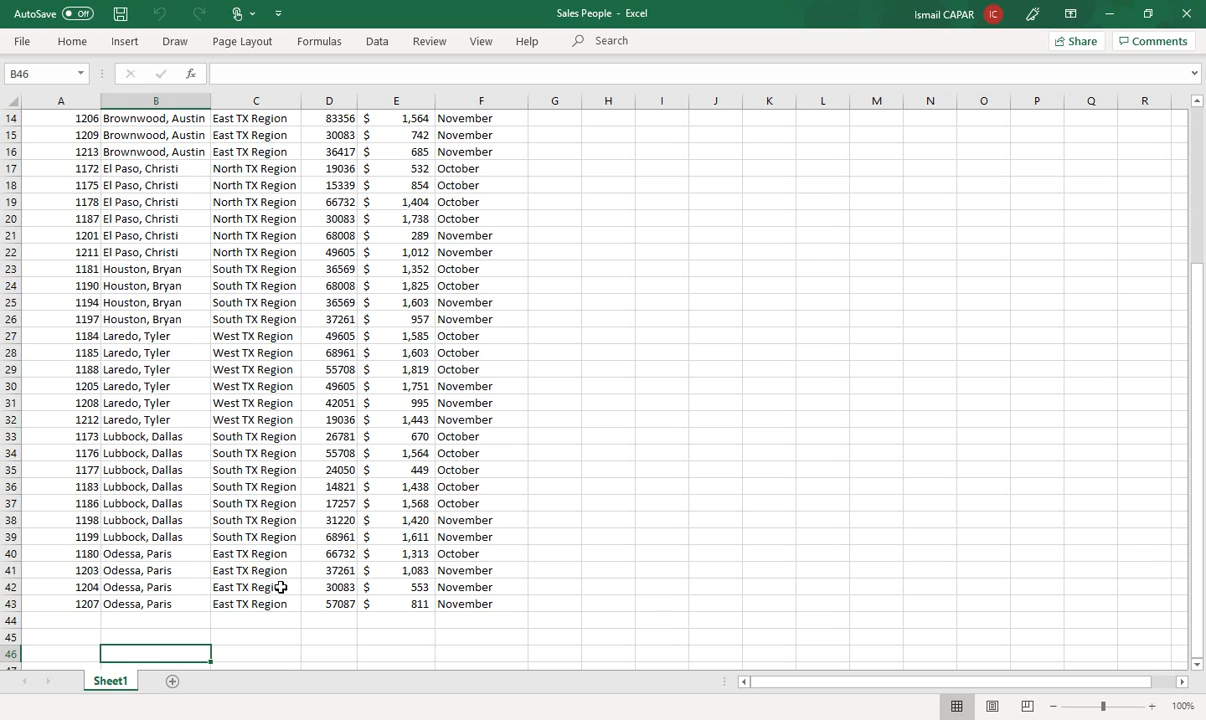 AutoSave Off Sales People - Excel Ismail CAPAR IC
File Home Insert Draw Page Layout Formulas Data Review View Help Search Share Comments
B46 fx
A B C D E F G H I J K L M N O P Q R
14 1206 Brownwood, Austin East TX Region 83356 $ 1,564 November
15 1209 Brownwood, Austin East TX Region 30083 $ 742 November
16 1213 Brownwood, Austin East TX Region 36417 $ 685 November
17 1172 El Paso, Christi North TX Region 19036 $ 532 October
18 1175 El Paso, Christi North TX Region 15339 $ 854 October
19 1178 El Paso, Christi North TX Region 66732 $ 1,404 October
20 1187 El Paso, Christi North TX Region 30083 $ 1,738 October
21 1201 El Paso, Christi North TX Region 68008 $ 289 November
22 1211 El Paso, Christi North TX Region 49605 $ 1,012 November
23 1181 Houston, Bryan South TX Region 36569 $ 1,352 October
24 1190 Houston, Bryan South TX Region 68008 $ 1,825 October
25 1194 Houston, Bryan South TX Region 36569 $ 1,603 November
26 1197 Houston, Bryan South TX Region 37261 $ 957 November
27 1184 Laredo, Tyler West TX Region 49605 $ 1,585 October
28 1185 Laredo, Tyler West TX Region 68961 $ 1,603 October
29 1188 Laredo, Tyler West TX Region 55708 $ 1,819 October
30 1205 Laredo, Tyler West TX Region 49605 $ 1,751 November
31 1208 Laredo, Tyler West TX Region 42051 $ 995 November
32 1212 Laredo, Tyler West TX Region 19036 $ 1,443 November
33 1173 Lubbock, Dallas South TX Region 26781 $ 670 October
34 1176 Lubbock, Dallas South TX Region 55708 $ 1,564 October
35 1177 Lubbock, Dallas South TX Region 24050 $ 449 October
36 1183 Lubbock, Dallas South TX Region 14821 $ 1,438 October
37 1186 Lubbock, Dallas South TX Region 17257 $ 1,568 October
38 1198 Lubbock, Dallas South TX Region 31220 $ 1,420 November
39 1199 Lubbock, Dallas South TX Region 68961 $ 1,611 November
40 1180 Odessa, Paris East TX Region 66732 $ 1,313 October
41 1203 Odessa, Paris East TX Region 37261 $ 1,083 November
42 1204 Odessa, Paris East TX Region 30083 $ 553 November
43 1207 Odessa, Paris East TX Region 57087 $ 811 November
44
45
46
47
Sheet1
100%